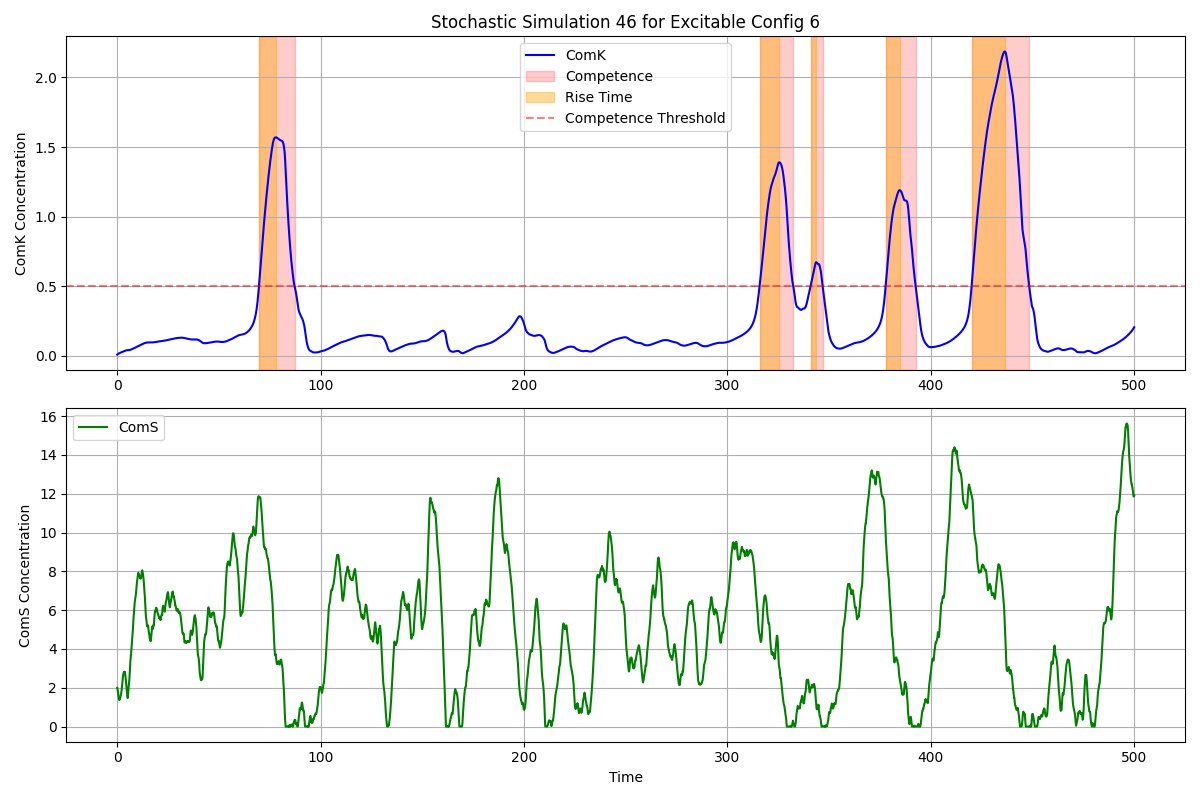 Stochastic Simulation 46 for Excitable Config 6
ComK
Competence
Rise Time
Competence Threshold
ComK Concentration
2.0
1.5
1.0
0.5
0.0
0 100 200 300 400 500
ComS
ComS Concentration
16
14
12
10
8
6
4
2
0
0 100 200 300 400 500
Time